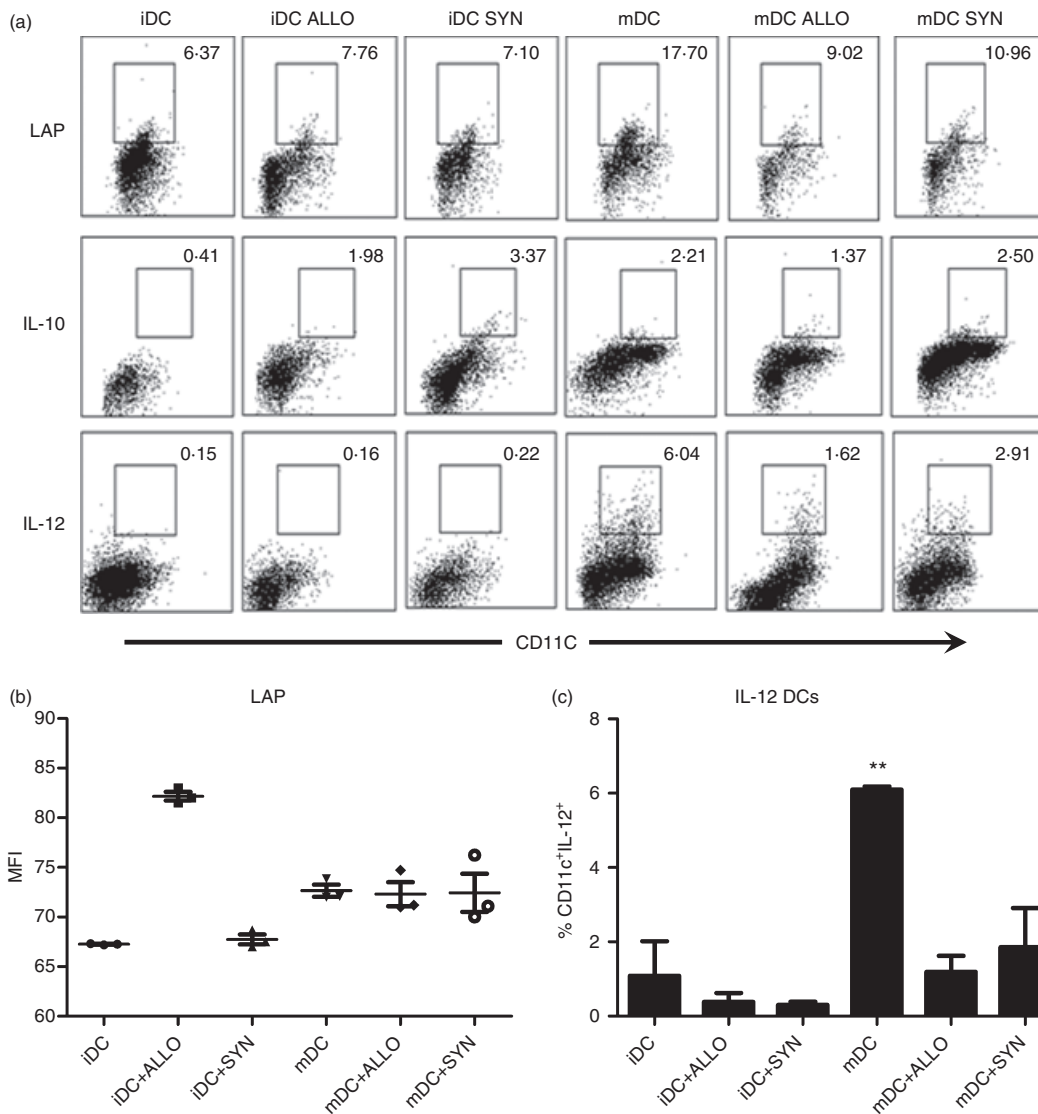 (a)
iDC iDC ALLO iDC SYN mDC mDC ALLO mDC SYN
LAP 6·37 7·76 7·10 17·70 9·02 10·96
IL-10 0·41 1·98 3·37 2·21 1·37 2·50
IL-12 0·15 0·16 0·22 6·04 1·62 2·91
CD11C
(b) LAP
MFI
90
85
80
75
70
65
60
iDC iDC+ALLO iDC+SYN mDC mDC+ALLO mDC+SYN
(c) IL-12 DCs
% CD11c⁺IL-12⁺
8
6
4
2
0
**
iDC iDC+ALLO iDC+SYN mDC mDC+ALLO mDC+SYN